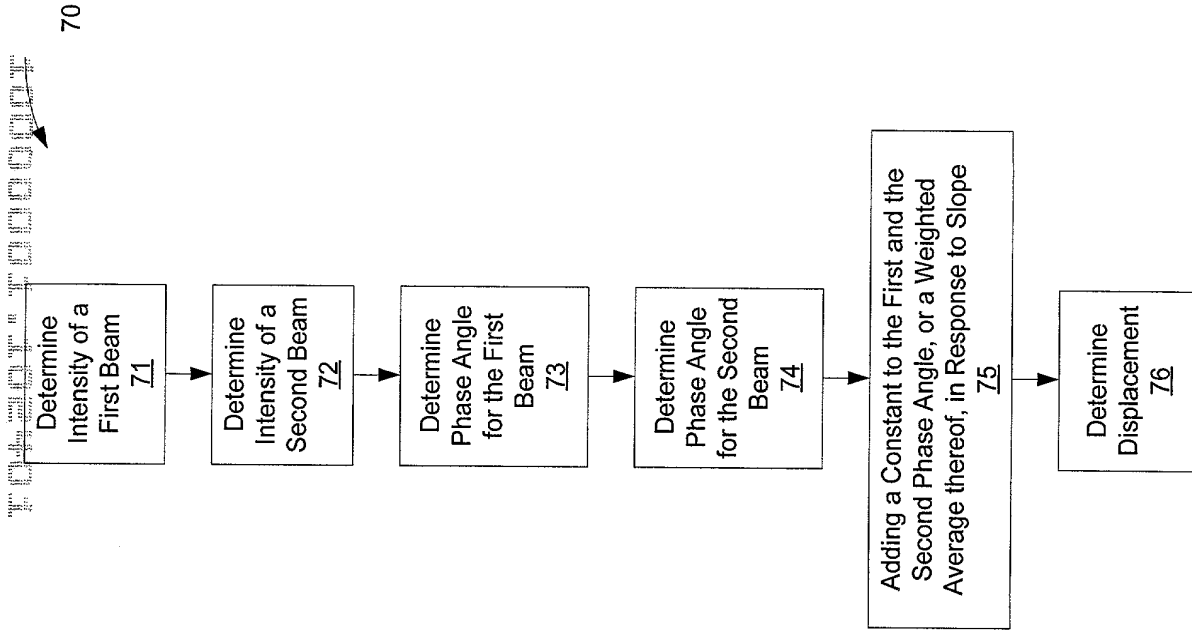 70
Determine
Intensity of a
First Beam
71
Determine
Intensity of a
Second Beam
72
Determine
Phase Angle
for the First
Beam
73
Determine
Phase Angle
for the Second
Beam
74
Adding a Constant to the First and the
Second Phase Angle, or a Weighted
Average thereof, in Response to Slope
75
Determine
Displacement
76